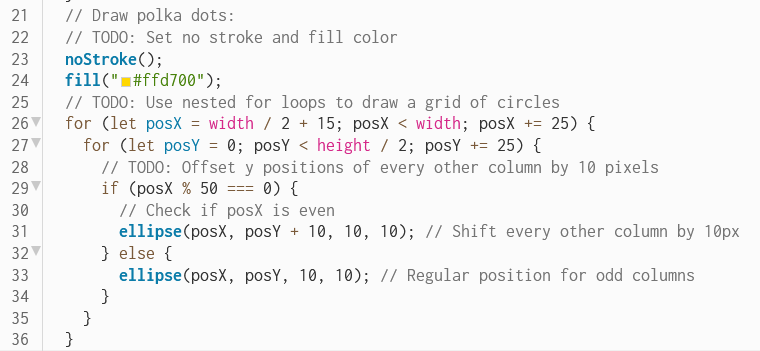 21 // Draw polka dots:
22 // TODO: Set no stroke and fill color
23 noStroke();
24 fill("#ffd700");
25 // TODO: Use nested for loops to draw a grid of circles
26 for (let posX = width / 2 + 15; posX < width; posX += 25) {
27 for (let posY = 0; posY < height / 2; posY += 25) {
28 // TODO: Offset y positions of every other column by 10 pixels
29 if (posX % 50 === 0) {
30 // Check if posX is even
31 ellipse(posX, posY + 10, 10, 10); // Shift every other column by 10px
32 } else {
33 ellipse(posX, posY, 10, 10); // Regular position for odd columns
34 }
35 }
36 }